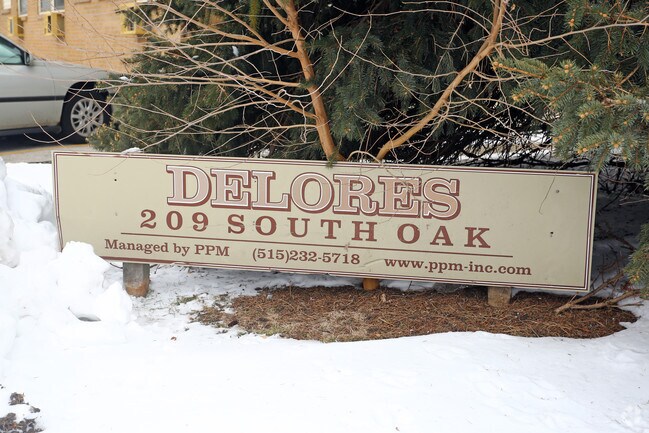 DELORES
209 SOUTH OAK
Managed by PPM (515)232-5718 www.ppm-inc.com